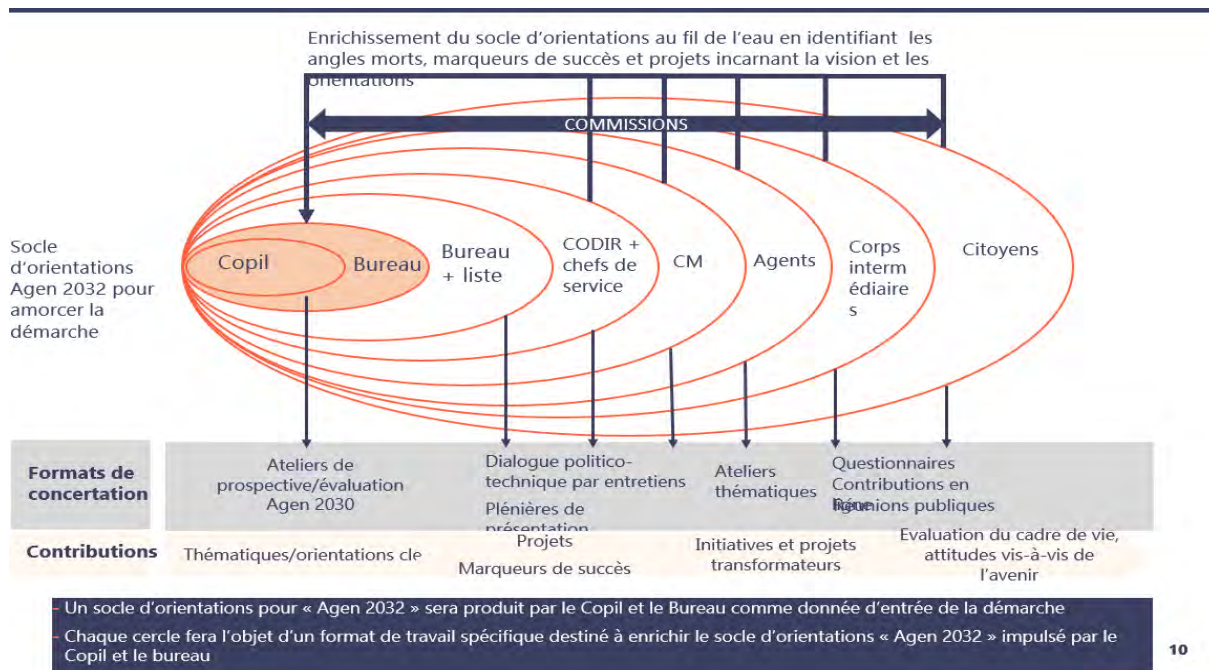 Enrichissement du socle d'orientations au fil de l'eau en identifiant les
angles morts, marqueurs de succès et projets incarnant la vision et les
orientations
COMMISSIONS
Socle
d'orientations
Agen 2032 pour
amorcer la
démarche
Copil
Bureau
Bureau
+ liste
CODIR +
chefs de
service
CM
Agents
Corps
interm
édiaire
s
Citoyens
Formats de
concertation
Ateliers de
prospective/évaluation
Agen 2030
Dialogue politico-
technique par entretiens
Plénières de
présentation
Ateliers
thématiques
Questionnaires
Contributions en
ligne
Réunions publiques
Contributions
Thématiques/orientations cle
Projets
Marqueurs de succès
Initiatives et projets
transformateurs
Evaluation du cadre de vie,
attitudes vis-à-vis de
l'avenir
- Un socle d'orientations pour « Agen 2032 » sera produit par le Copil et le Bureau comme donnée d'entrée de la démarche
- Chaque cercle fera l'objet d'un format de travail spécifique destiné à enrichir le socle d'orientations « Agen 2032 » impulsé par le
Copil et le bureau
10